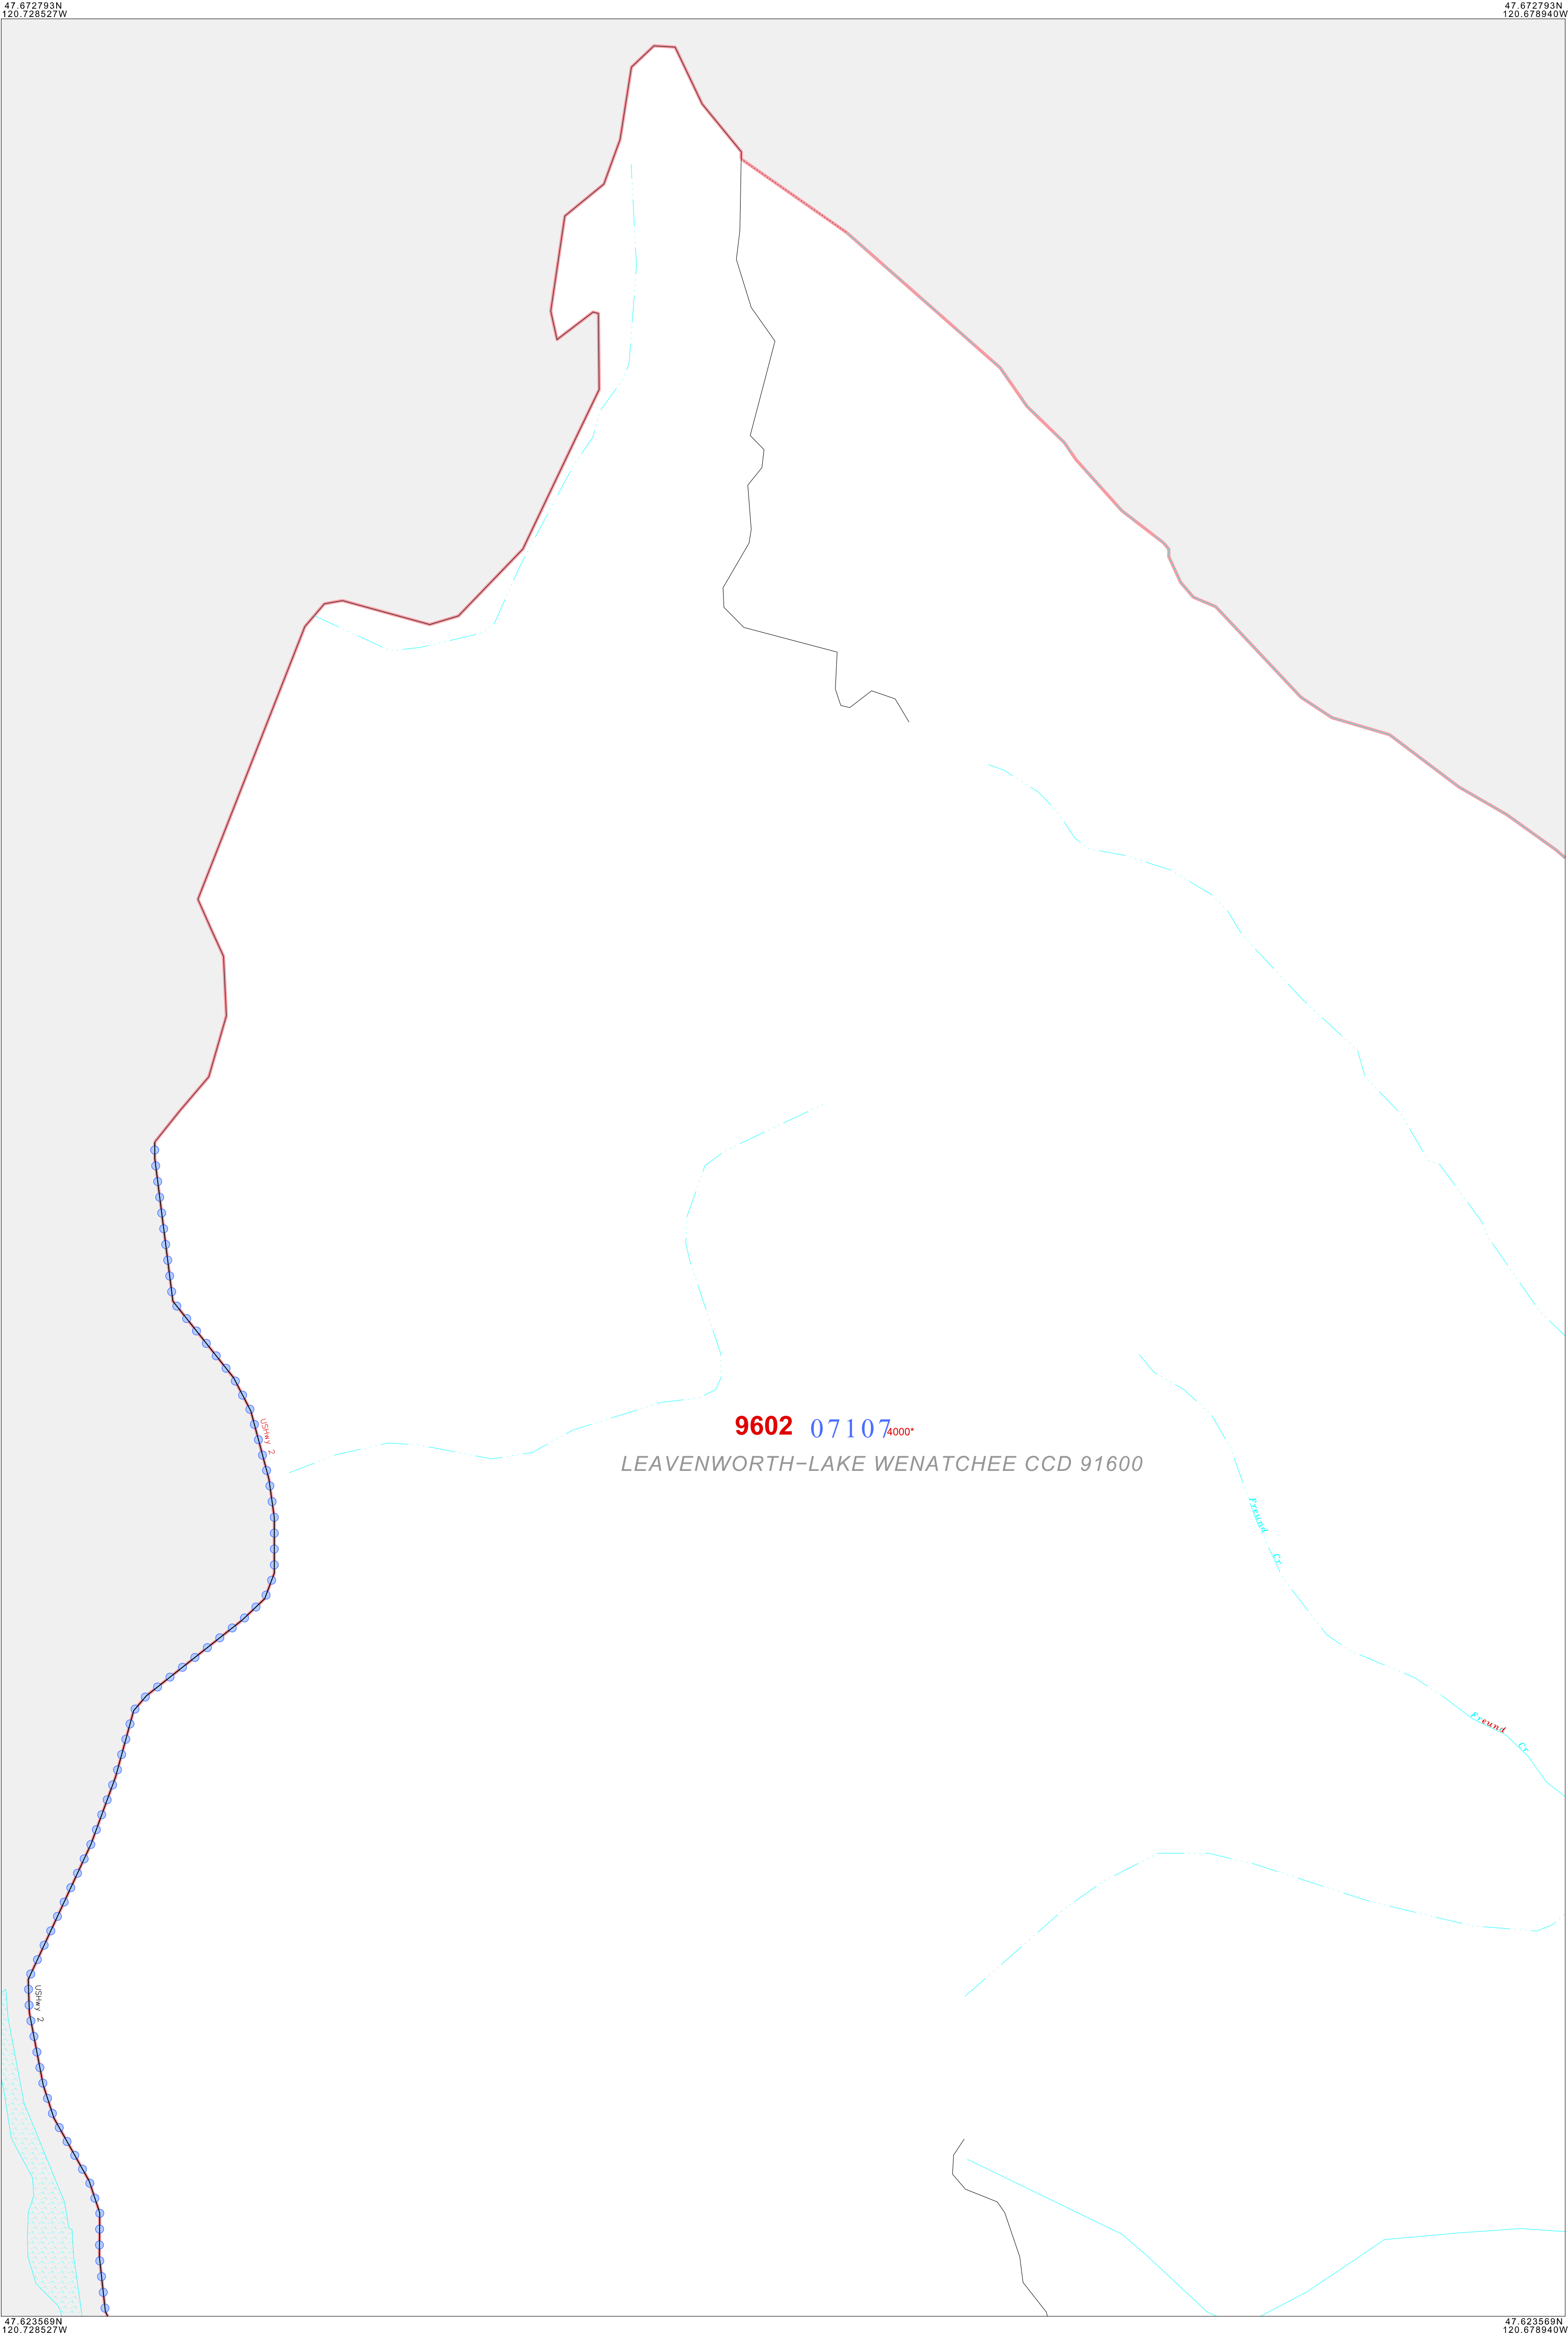 47.672793N
120.728527W
47.672793N
120.678940W
USHwy 2
9602 07107 4000*
LEAVENWORTH-LAKE WENATCHEE CCD 91600
Freund Cr
Freund Cr
USHwy 2
47.623569N
120.728527W
47.623569N
120.678940W